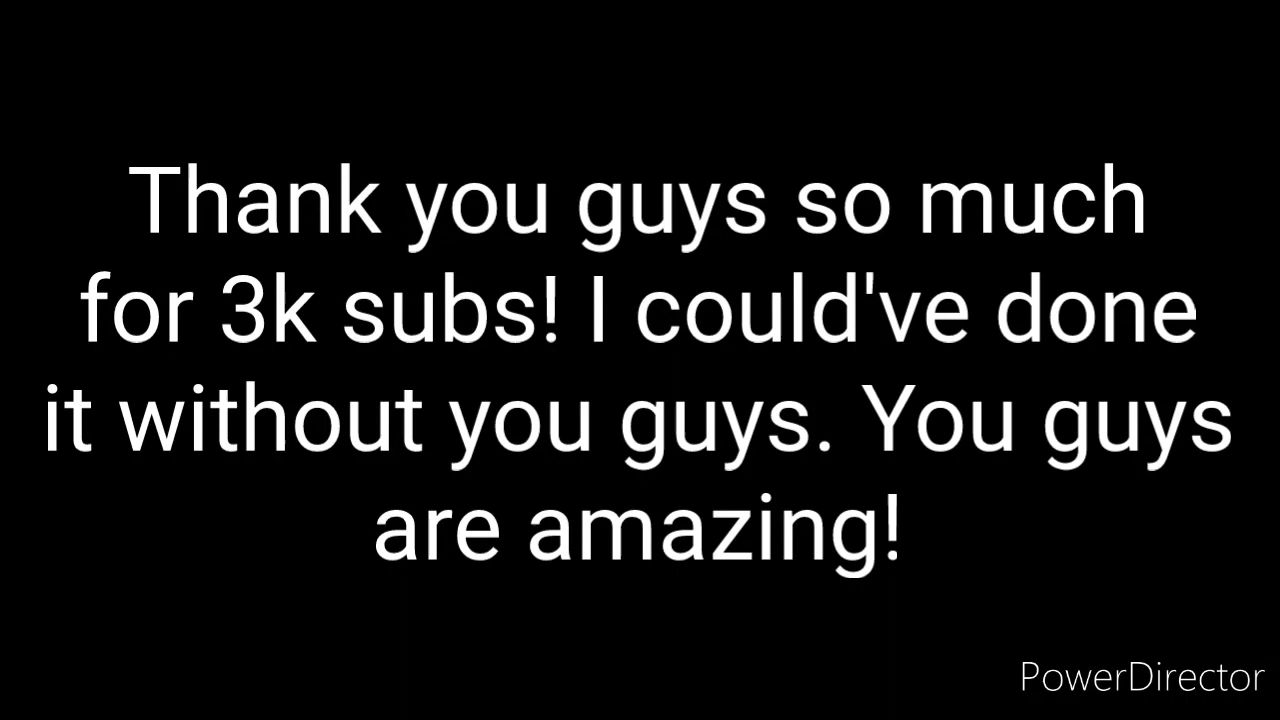 Thank you guys so much
for 3k subs! I could've done
it without you guys. You guys
are amazing!
PowerDirector